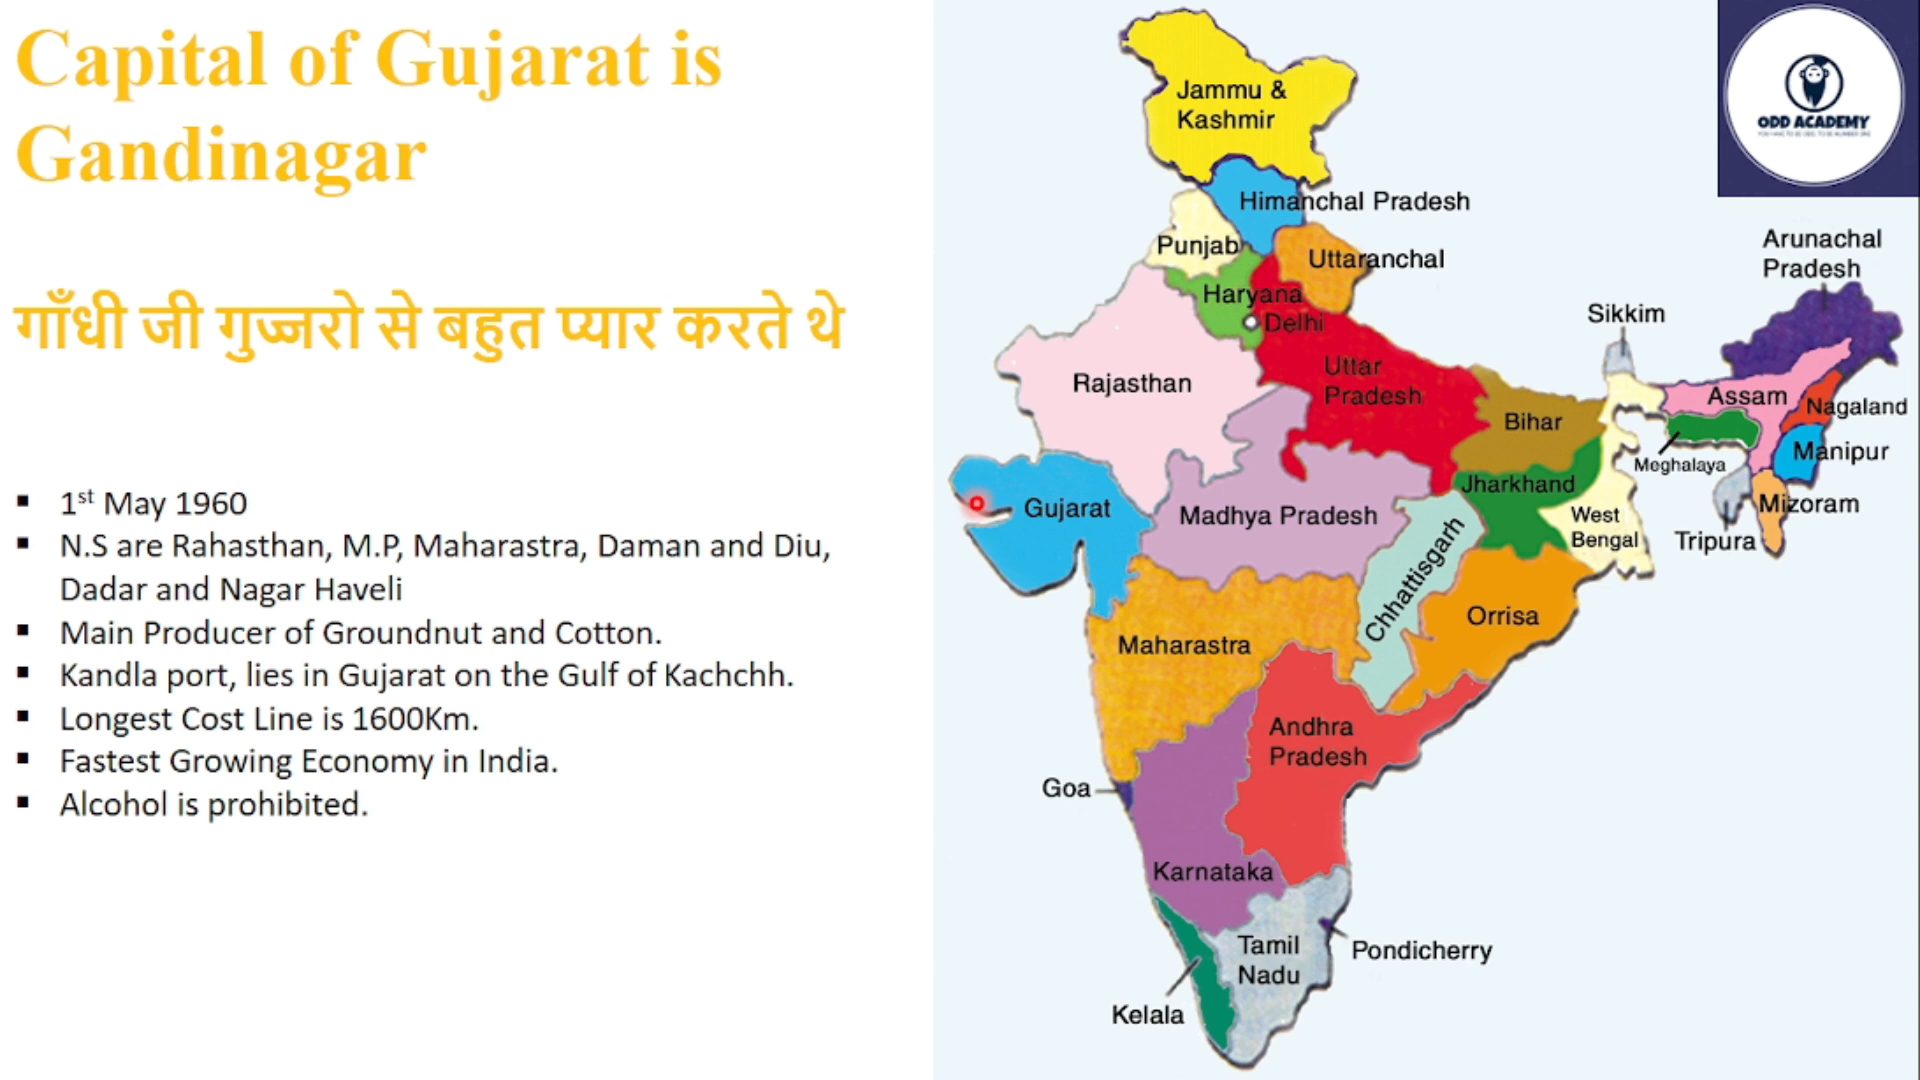 Capital of Gujarat is
Gandinagar
गाँधी जी गुज्जरो से बहुत प्यार करते थे
▪ 1st May 1960
▪ N.S are Rahasthan, M.P, Maharastra, Daman and Diu,
Dadar and Nagar Haveli
▪ Main Producer of Groundnut and Cotton.
▪ Kandla port, lies in Gujarat on the Gulf of Kachchh.
▪ Longest Cost Line is 1600Km.
▪ Fastest Growing Economy in India.
▪ Alcohol is prohibited.
Jammu &
Kashmir
Himanchal Pradesh
Punjab
Uttaranchal
Haryana
Delhi
Rajasthan
Uttar
Pradesh
Bihar
Sikkim
Arunachal
Pradesh
Assam
Nagaland
Meghalaya
Manipur
Mizoram
Tripura
West
Bengal
Jharkhand
Gujarat
Madhya Pradesh
Chhattisgarh
Orrisa
Maharastra
Andhra
Pradesh
Goa
Karnataka
Tamil
Nadu
Pondicherry
Kelala
ODD ACADEMY